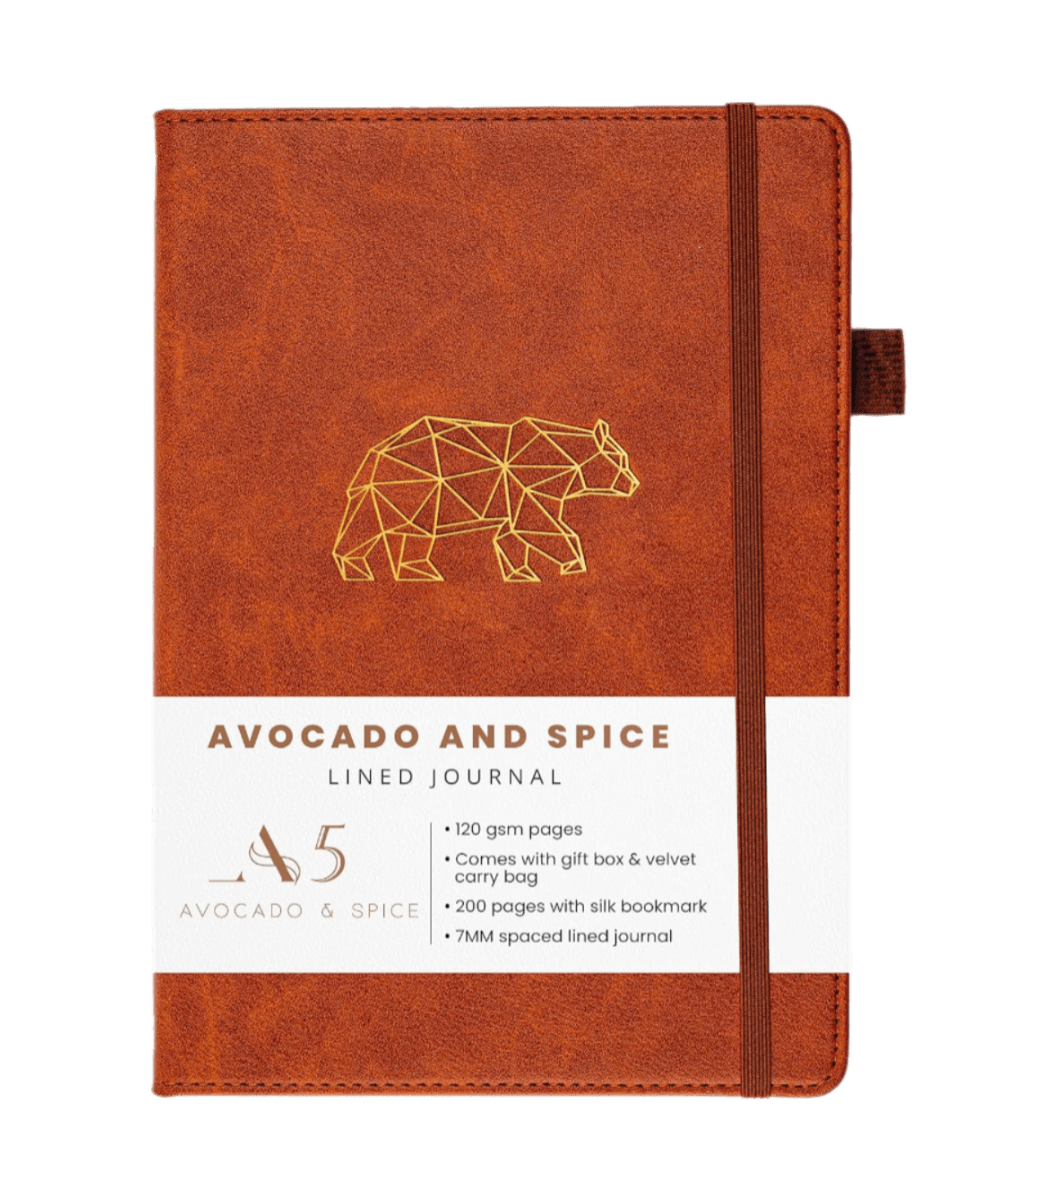 AVOCADO AND SPICE
LINED JOURNAL
A5
AVOCADO & SPICE
• 120 gsm pages
• Comes with gift box & velvet
carry bag
• 200 pages with silk bookmark
• 7MM spaced lined journal